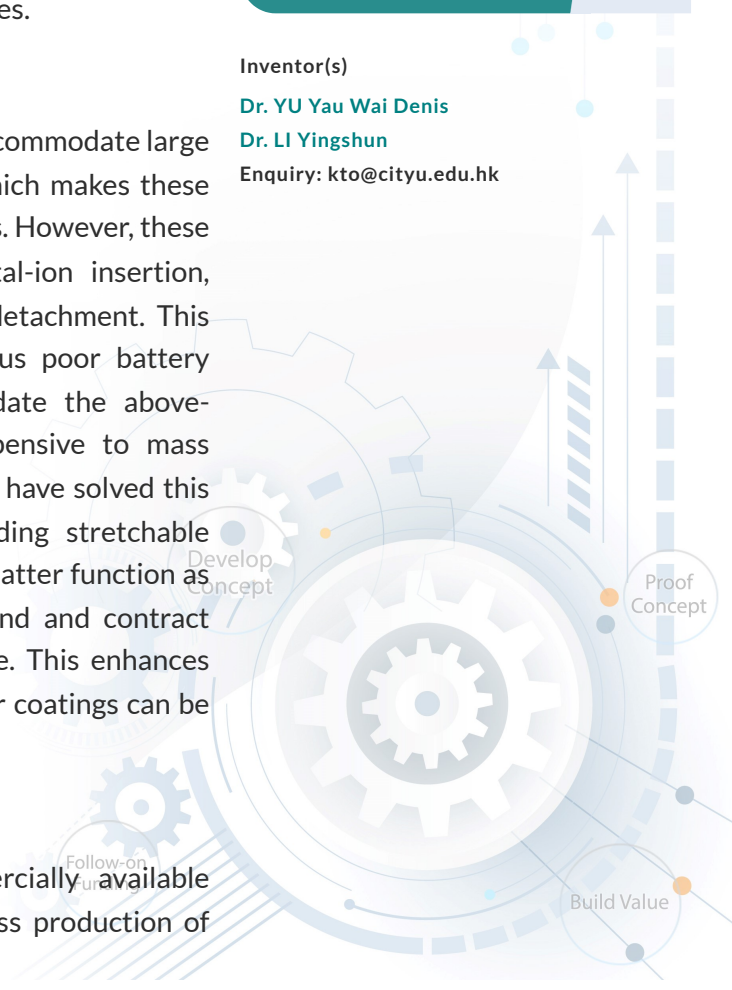 es.
commodate large
hich makes these
s. However, these
tal-ion insertion,
detachment. This
us poor battery
date the above-
pensive to mass
have solved this
ding stretchable
atter function as
nd and contract
e. This enhances
r coatings can be
rcially available
ss production of
Inventor(s)
Dr. YU Yau Wai Denis
Dr. LI Yingshun
Enquiry: kto@cityu.edu.hk
Develop
Concept
Proof
Concept
Follow-on
Funding
Build Value